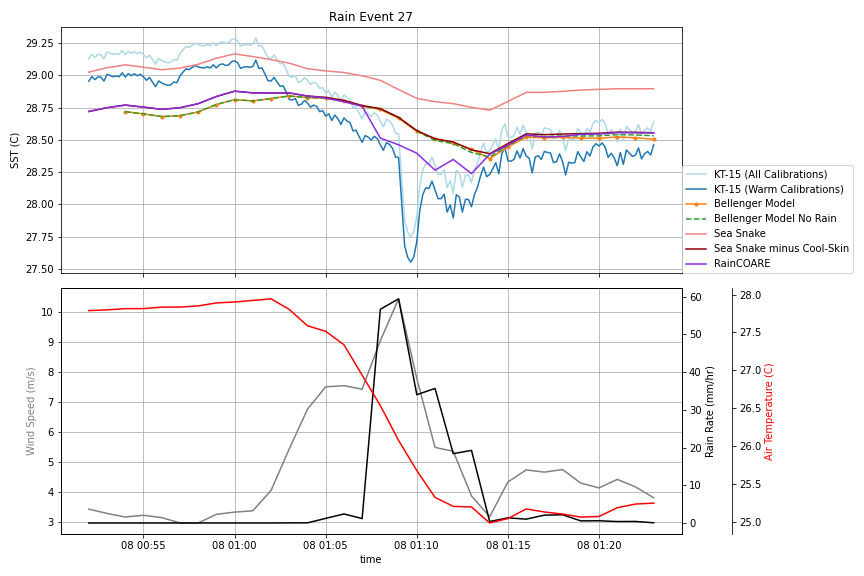 Rain Event 27
29.25
29.00
28.75
28.50
28.25
28.00
27.75
27.50
SST (C)
KT-15 (All Calibrations)
KT-15 (Warm Calibrations)
Bellenger Model
Bellenger Model No Rain
Sea Snake
Sea Snake minus Cool-Skin
RainCOARE
10
9
8
7
6
5
4
3
Wind Speed (m/s)
60
50
40
30
20
10
0
Rain Rate (mm/hr)
28.0
27.5
27.0
26.5
26.0
25.5
25.0
Air Temperature (C)
08 00:55
08 01:00
08 01:05
08 01:10
08 01:15
08 01:20
time